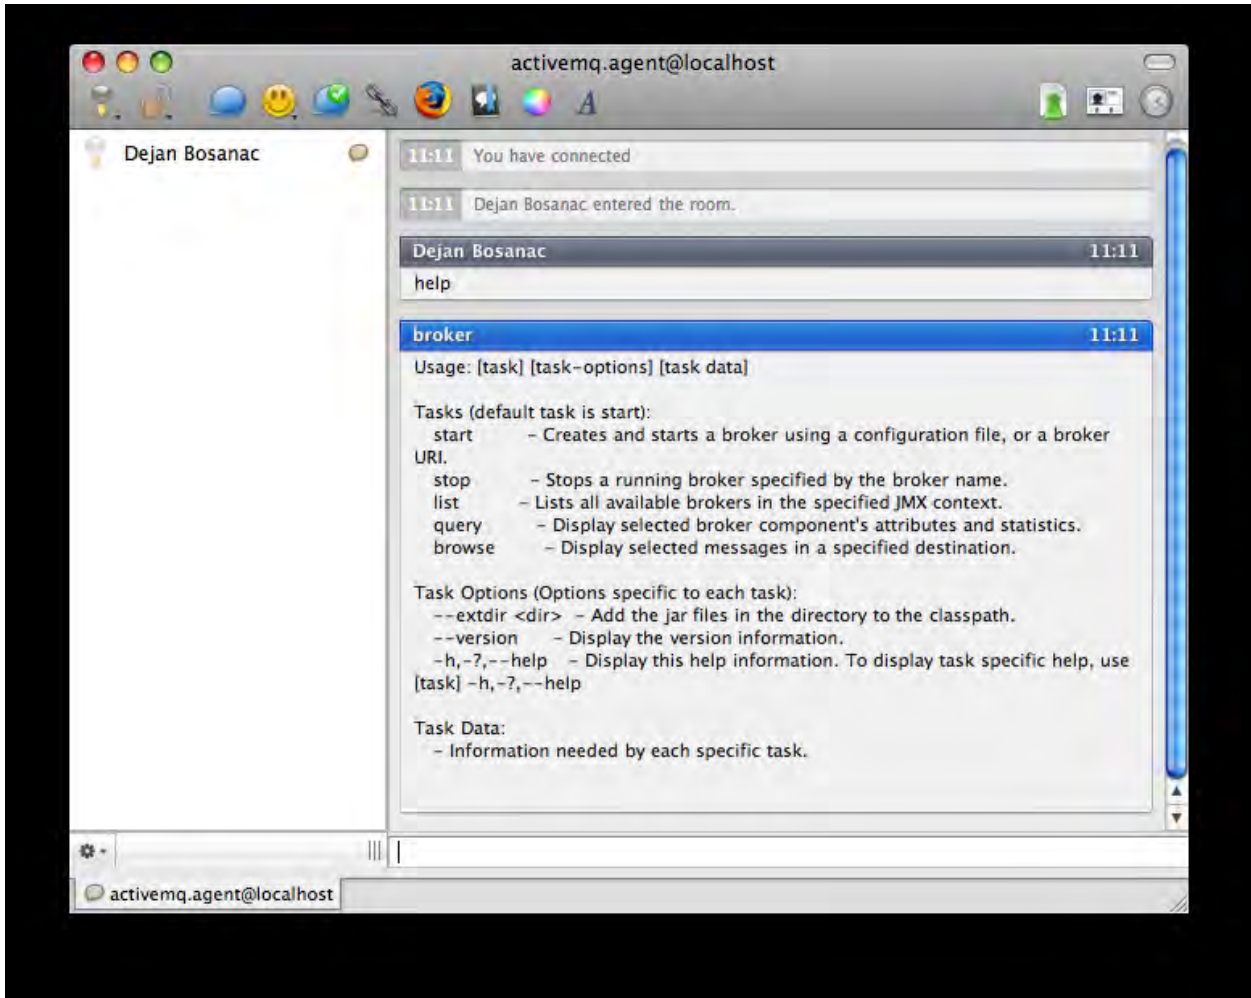 activemq.agent@localhost
Dejan Bosanac
11:11 You have connected
11:11 Dejan Bosanac entered the room.
Dejan Bosanac 11:11
help
broker 11:11
Usage: [task] [task-options] [task data]
Tasks (default task is start):
start - Creates and starts a broker using a configuration file, or a broker
URI.
stop - Stops a running broker specified by the broker name.
list - Lists all available brokers in the specified JMX context.
query - Display selected broker component's attributes and statistics.
browse - Display selected messages in a specified destination.
Task Options (Options specific to each task):
--extdir <dir> - Add the jar files in the directory to the classpath.
--version - Display the version information.
-h,-?,--help - Display this help information. To display task specific help, use
[task] -h,-?,--help
Task Data:
- Information needed by each specific task.
activemq.agent@localhost